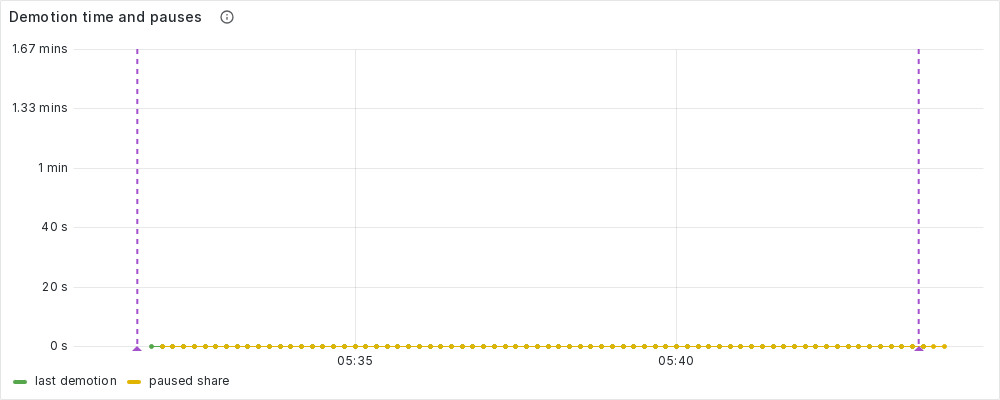 Demotion time and pauses
1.67 mins
1.33 mins
1 min
40 s
20 s
0 s
05:35 05:40
last demotion paused share